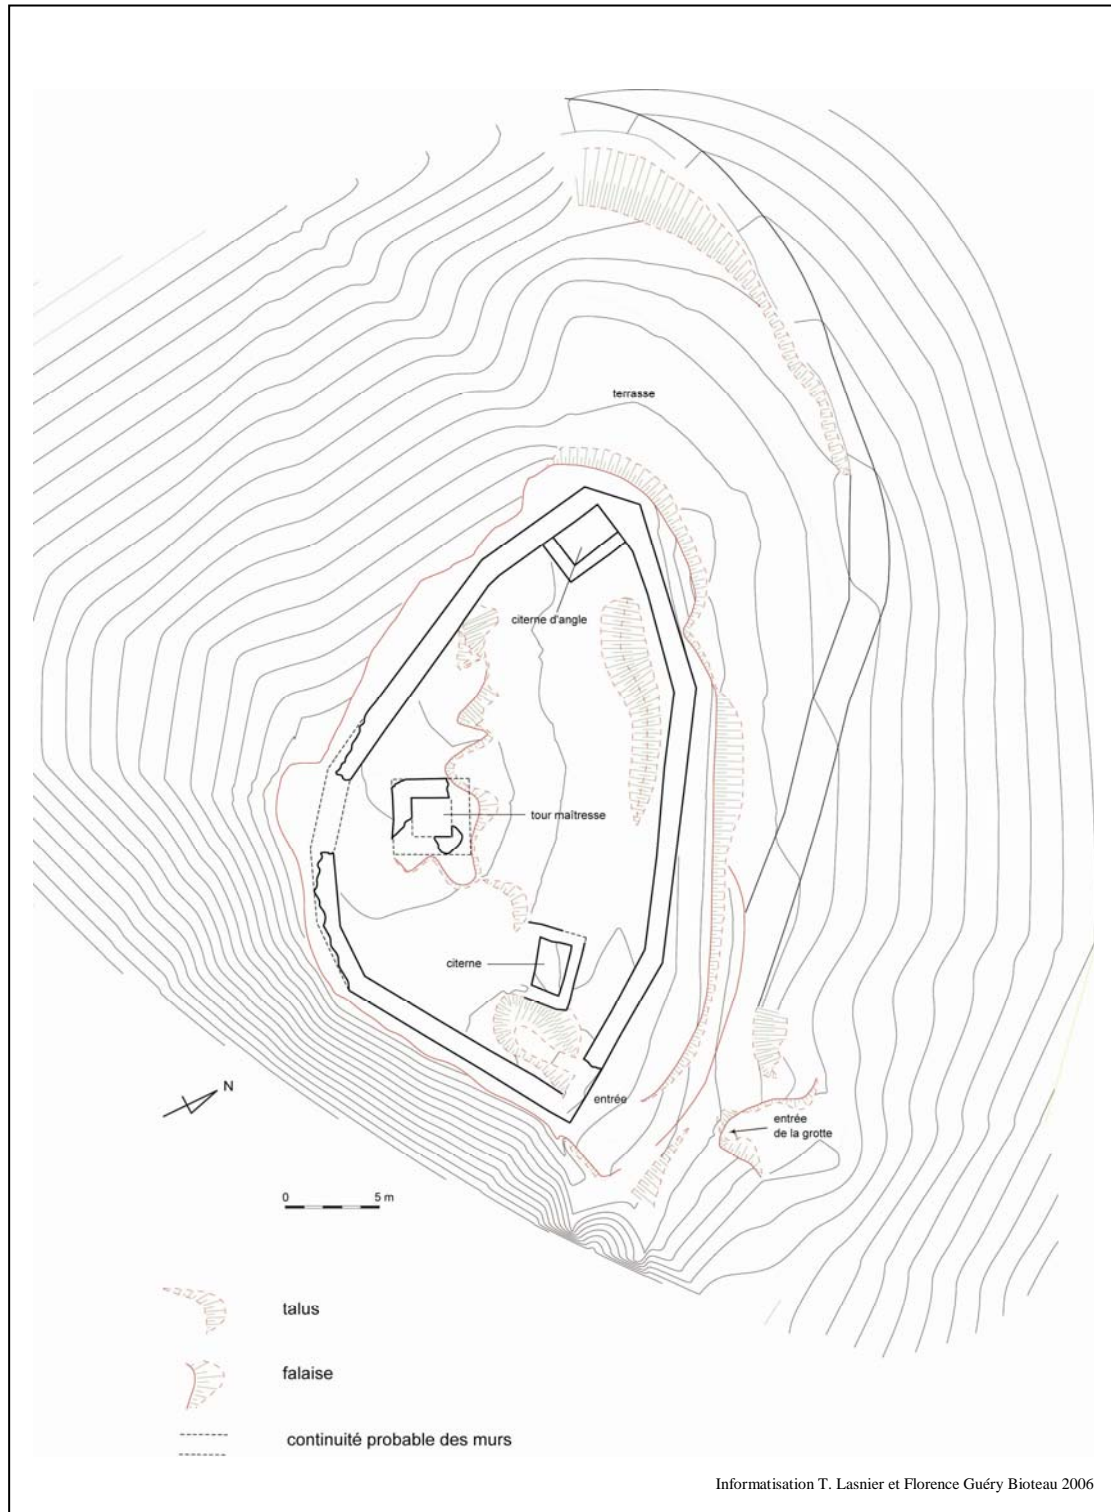 terrasse
citerne d'angle
tour maîtresse
citerne
entrée
entrée
de la grotte
N
0 5 m
talus
falaise
continuité probable des murs
Informatisation T. Lasnier et Florence Guéry Bioteau 2006